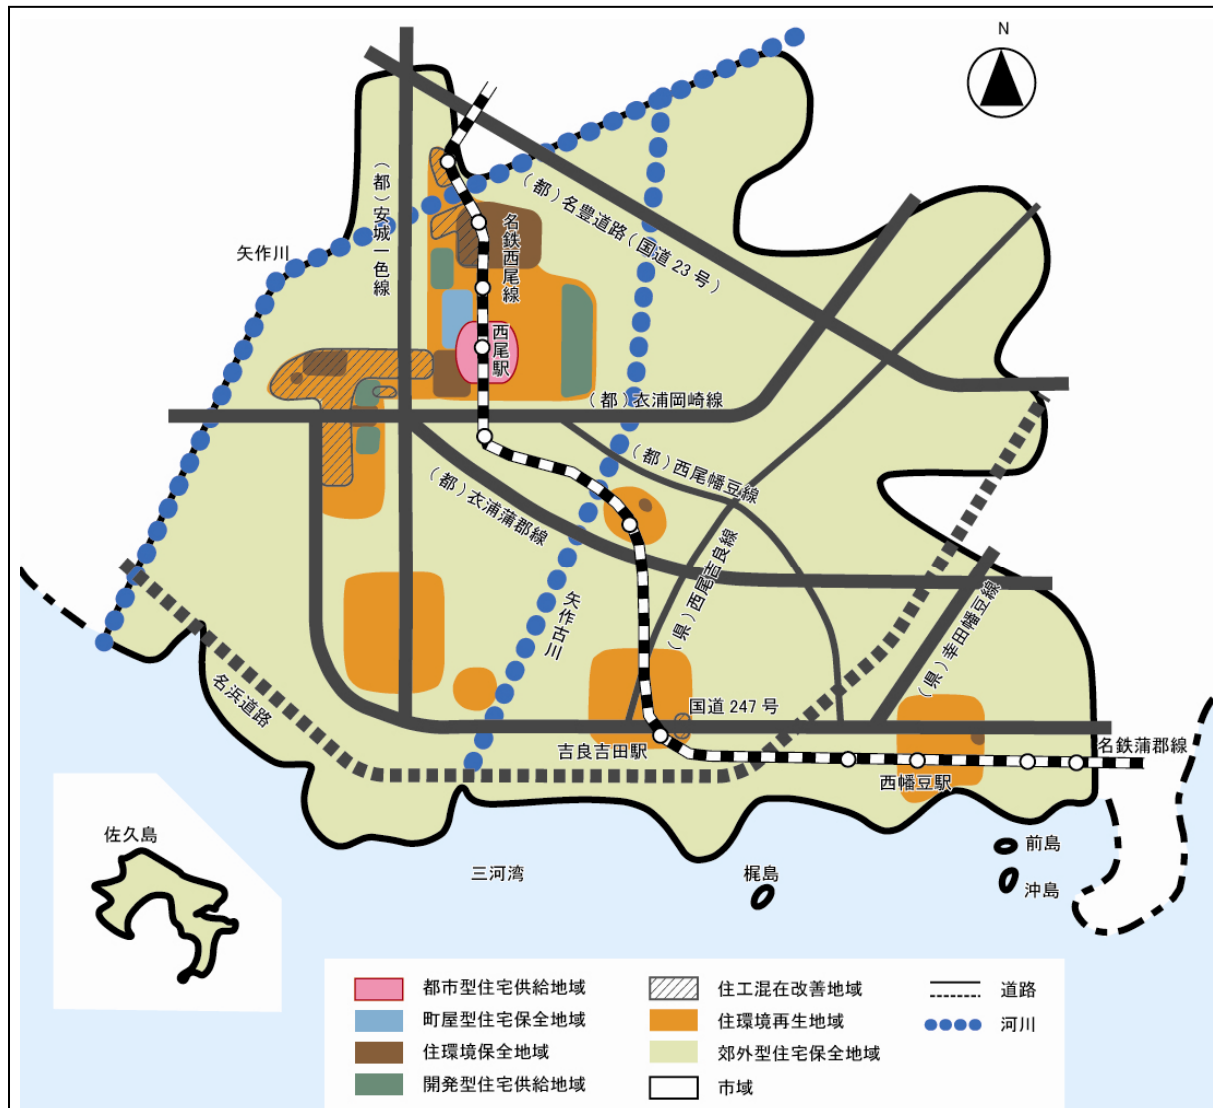 N
(都)安城一色線
(都)名豊道路(国道23号)
名鉄西尾線
矢作川
西尾駅
(都)衣浦岡崎線
(都)西尾幡豆線
(都)衣浦蒲郡線
(県)西尾吉良線
(県)幸田幡豆線
矢作古川
名浜道路
国道247号
吉良吉田駅
名鉄蒲郡線
西幡豆駅
佐久島
三河湾
梶島
前島
沖島
都市型住宅供給地域
町屋型住宅保全地域
住環境保全地域
開発型住宅供給地域
住工混在改善地域
住環境再生地域
郊外型住宅保全地域
市域
道路
河川